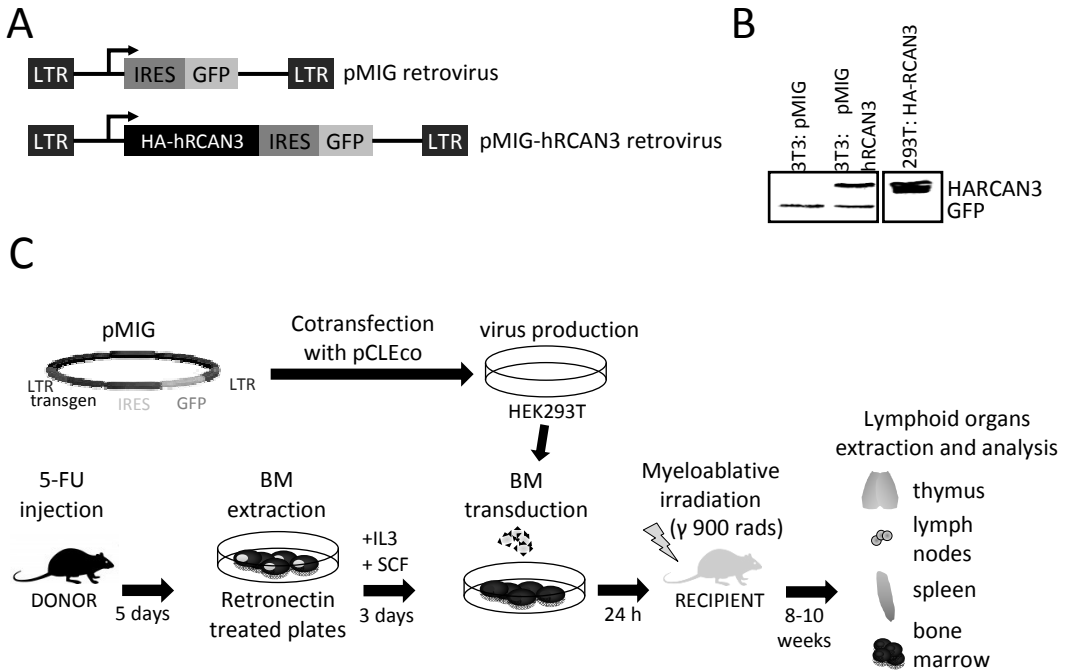 A
LTR IRES GFP LTR pMIG retrovirus
LTR HA-hRCAN3 IRES GFP LTR pMIG-hRCAN3 retrovirus
B
3T3: pMIG
3T3: pMIG
hRCAN3
293T: HA-RCAN3
HARCAN3
GFP
C
pMIG
LTR
transgen
IRES
GFP
LTR
Cotransfection
with pCLEco
virus production
HEK293T
5-FU
injection
DONOR
5 days
BM
extraction
Retronectin
treated plates
+IL3
+ SCF
3 days
BM
transduction
24 h
Myeloablative
irradiation
(γ 900 rads)
RECIPIENT
8-10
weeks
Lymphoid organs
extraction and analysis
thymus
lymph
nodes
spleen
bone
marrow